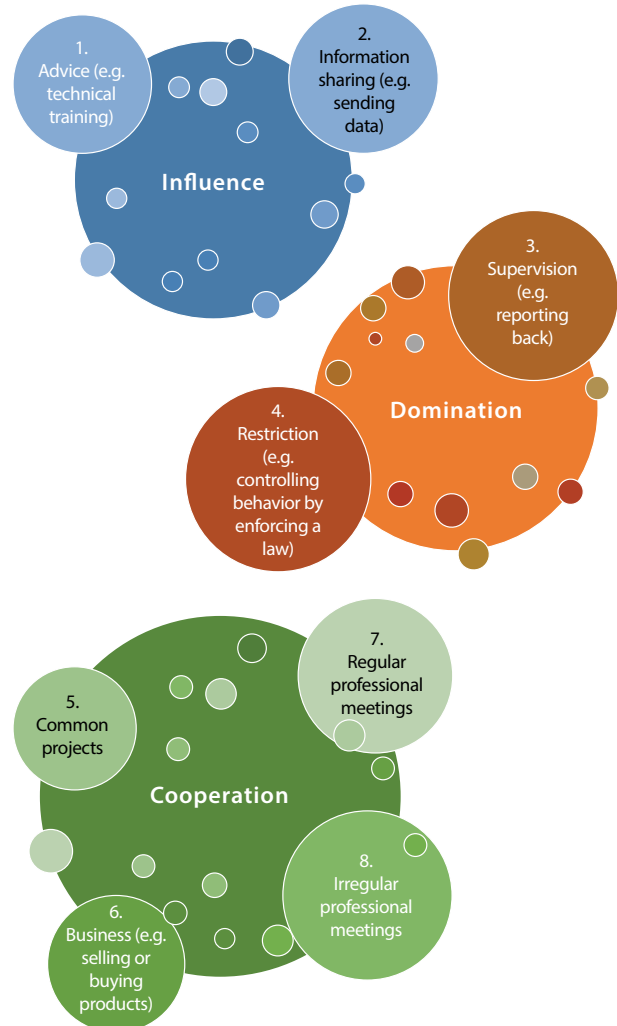 1.
Advice (e.g.
technical
training)
2.
Information
sharing (e.g.
sending
data)
Influence
3.
Supervision
(e.g.
reporting
back)
Domination
4.
Restriction
(e.g.
controlling
behavior by
enforcing a
law)
7.
Regular
professional
meetings
5.
Common
projects
Cooperation
8.
Irregular
professional
meetings
6.
Business (e.g.
selling or
buying
products)